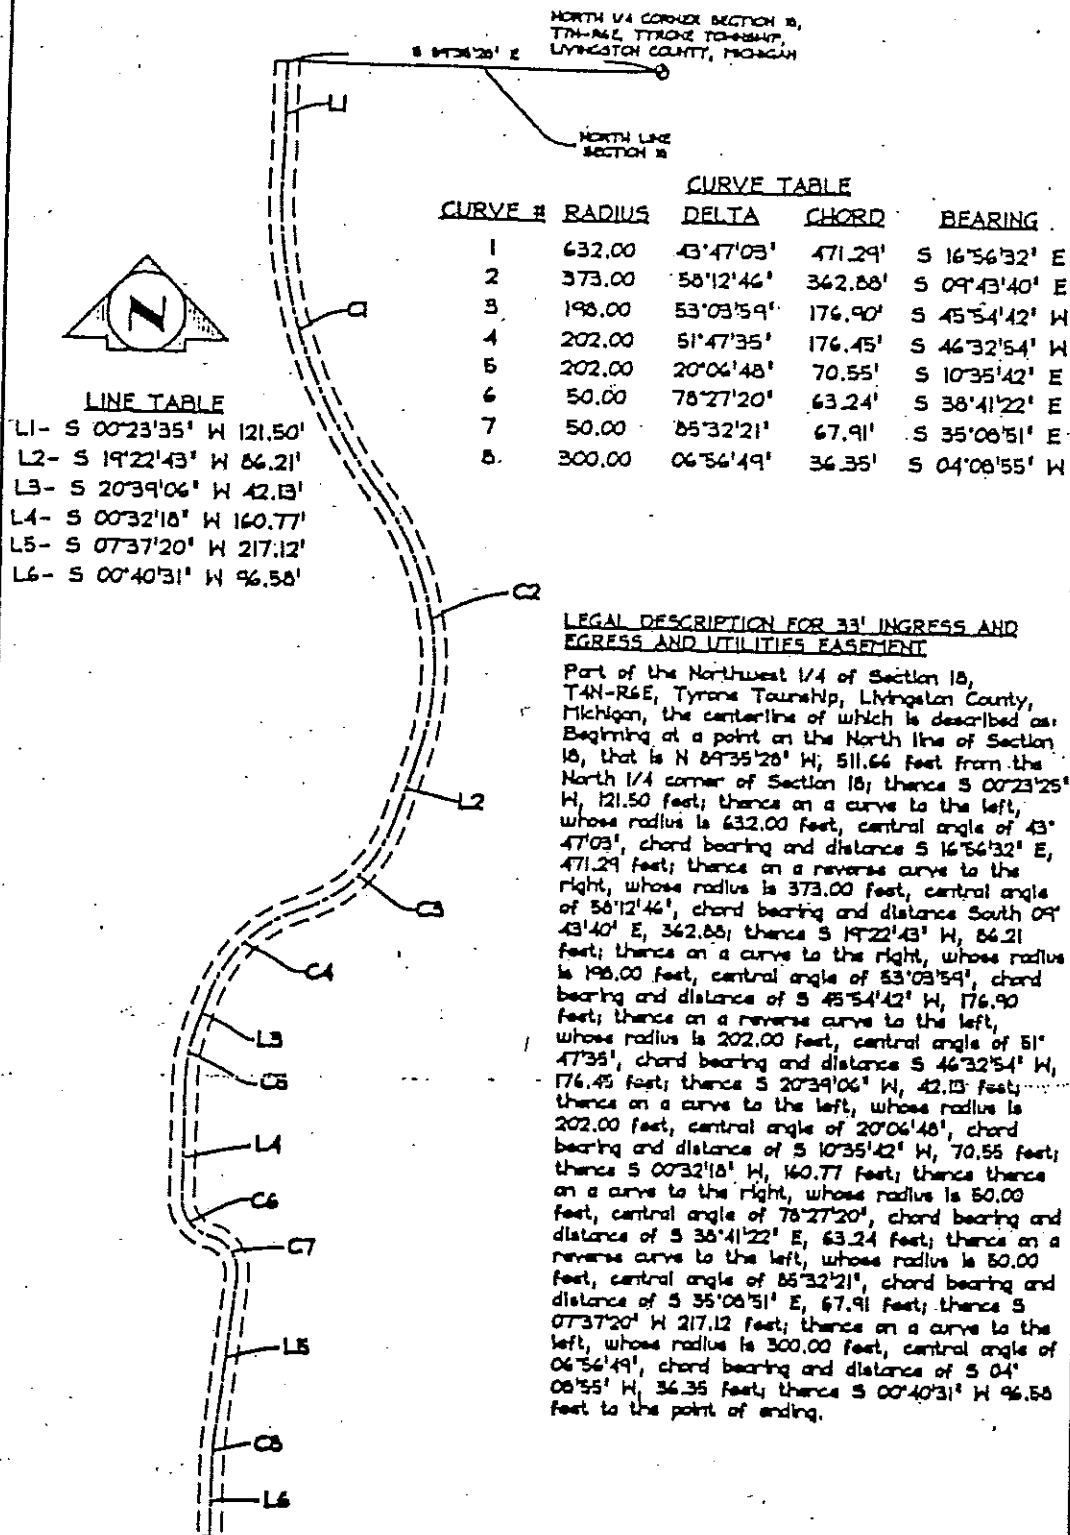 NORTH 1/4 CORNER SECTION 18,
T4N-R6E, TYRONE TOWNSHIP,
LIVINGSTON COUNTY, MICHIGAN
S 89°35'28" E
L1
NORTH LINE
SECTION 18
CURVE TABLE
CURVE # RADIUS DELTA CHORD BEARING
1 632.00 43°47'03" 471.29' S 16°56'32" E
2 373.00 58°12'46" 362.88' S 09°43'40" E
3 198.00 53°03'59" 176.90' S 45°54'42" W
4 202.00 51°47'35" 176.45' S 46°32'54" W
5 202.00 20°06'48" 70.55' S 10°35'42" E
6 50.00 78°27'20" 63.24' S 38°41'22" E
7 50.00 85°32'21" 67.91' S 35°08'51" E
8. 300.00 06°56'49" 36.35' S 04°08'55" W
N
C1
LINE TABLE
L1- S 00°23'35" W 121.50'
L2- S 19°22'43" W 86.21'
L3- S 20°39'06" W 42.13'
L4- S 00°32'18" W 160.77'
L5- S 07°37'20" W 217.12'
L6- S 00°40'31" W 96.58'
C2
LEGAL DESCRIPTION FOR 33' INGRESS AND
EGRESS AND UTILITIES EASEMENT
Part of the Northwest 1/4 of Section 18,
T4N-R6E, Tyrone Township, Livingston County,
Michigan, the centerline of which is described as:
Beginning at a point on the North line of Section
18, that is N 89°35'28" W, 511.66 feet from the
North 1/4 corner of Section 18; thence S 00°23'25"
W, 121.50 feet; thence on a curve to the left,
whose radius is 632.00 feet, central angle of 43°
47'03", chord bearing and distance S 16°56'32" E,
471.29 feet; thence on a reverse curve to the
right, whose radius is 373.00 feet, central angle
of 58°12'46", chord bearing and distance South 09°
43'40" E, 362.88; thence S 19°22'43" W, 86.21
feet; thence on a curve to the right, whose radius
is 198.00 feet, central angle of 53°03'59", chord
bearing and distance of S 45°54'42" W, 176.90
feet; thence on a reverse curve to the left,
whose radius is 202.00 feet, central angle of 51°
47'35", chord bearing and distance S 46°32'54" W,
176.45 feet; thence S 20°39'06" W, 42.13 feet;
thence on a curve to the left, whose radius is
202.00 feet, central angle of 20°06'48", chord
bearing and distance of S 10°35'42" W, 70.55 feet;
thence S 00°32'18" W, 160.77 feet; thence thence
on a curve to the right, whose radius is 50.00
feet, central angle of 78°27'20", chord bearing and
distance of S 38°41'22" E, 63.24 feet; thence on a
reverse curve to the left, whose radius is 50.00
feet, central angle of 85°32'21", chord bearing and
distance of S 35°08'51" E, 67.91 feet; thence S
07°37'20" W 217.12 feet; thence on a curve to the
left, whose radius is 300.00 feet, central angle of
06°56'49", chord bearing and distance of S 04°
08'55" W, 36.35 feet; thence S 00°40'31" W 96.58
feet to the point of ending.
L2
C3
C4
L3
C5
L4
C6
C7
L5
C8
L6